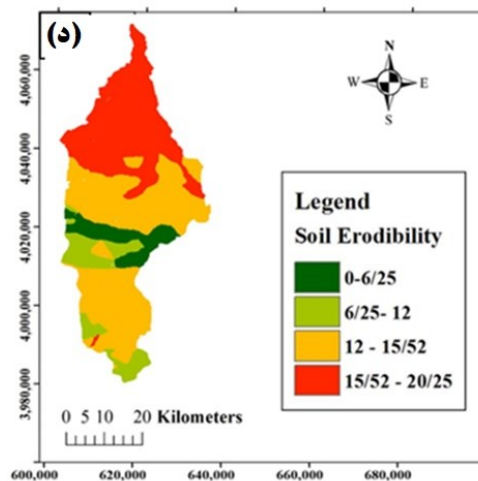 (د)
N
W E
S
4,060,000
4,040,000
4,020,000
4,000,000
3,980,000
Legend
Soil Erodibility
0-6/25
6/25- 12
12 - 15/52
15/52 - 20/25
0 5 10 20 Kilometers
600,000 620,000 640,000 660,000 680,000